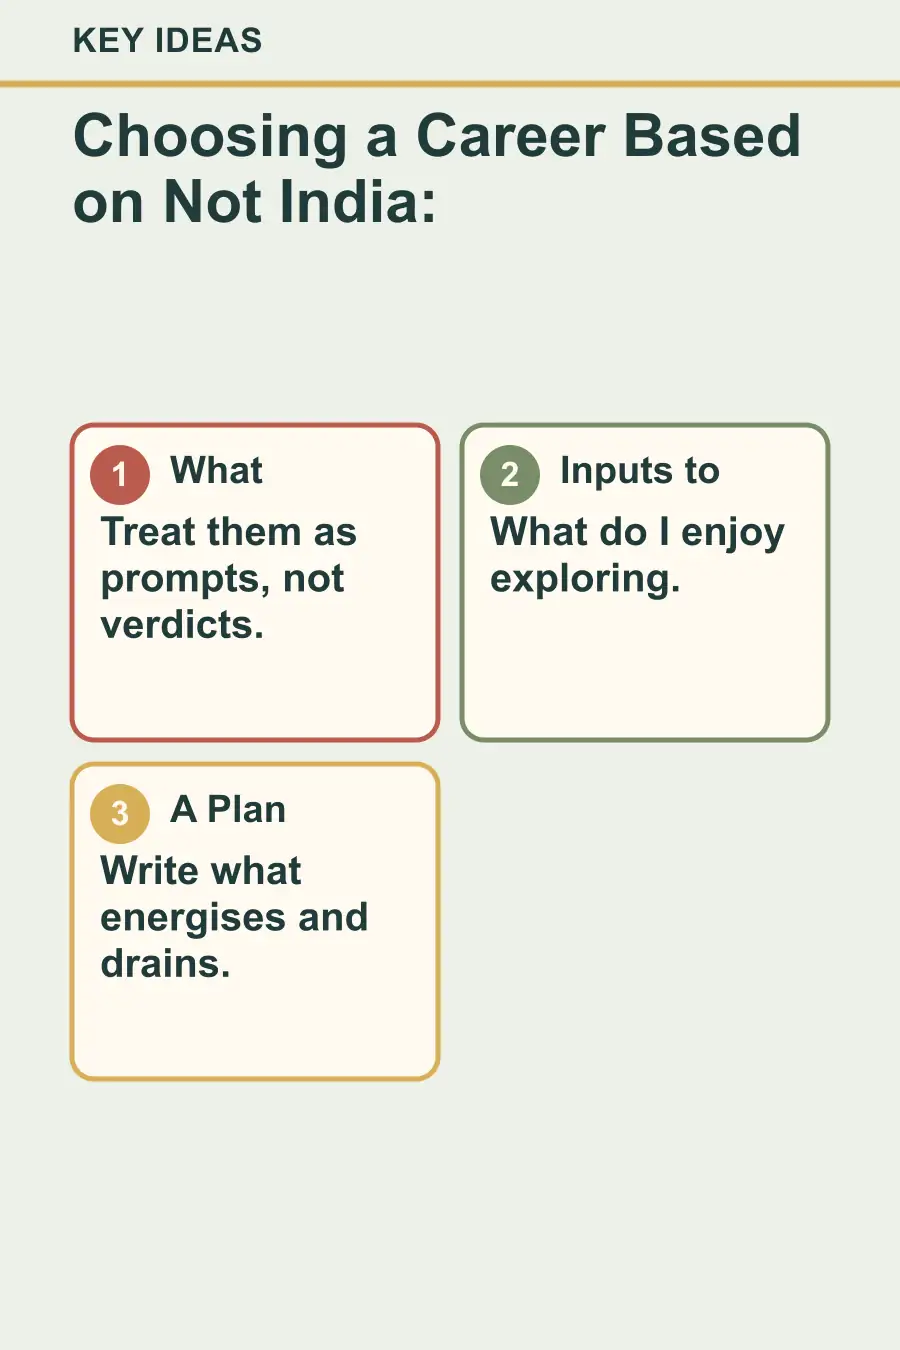 KEY IDEAS
Choosing a Career Based
on Not India:
1 What
Treat them as
prompts, not
verdicts.
2 Inputs to
What do I enjoy
exploring.
3 A Plan
Write what
energises and
drains.